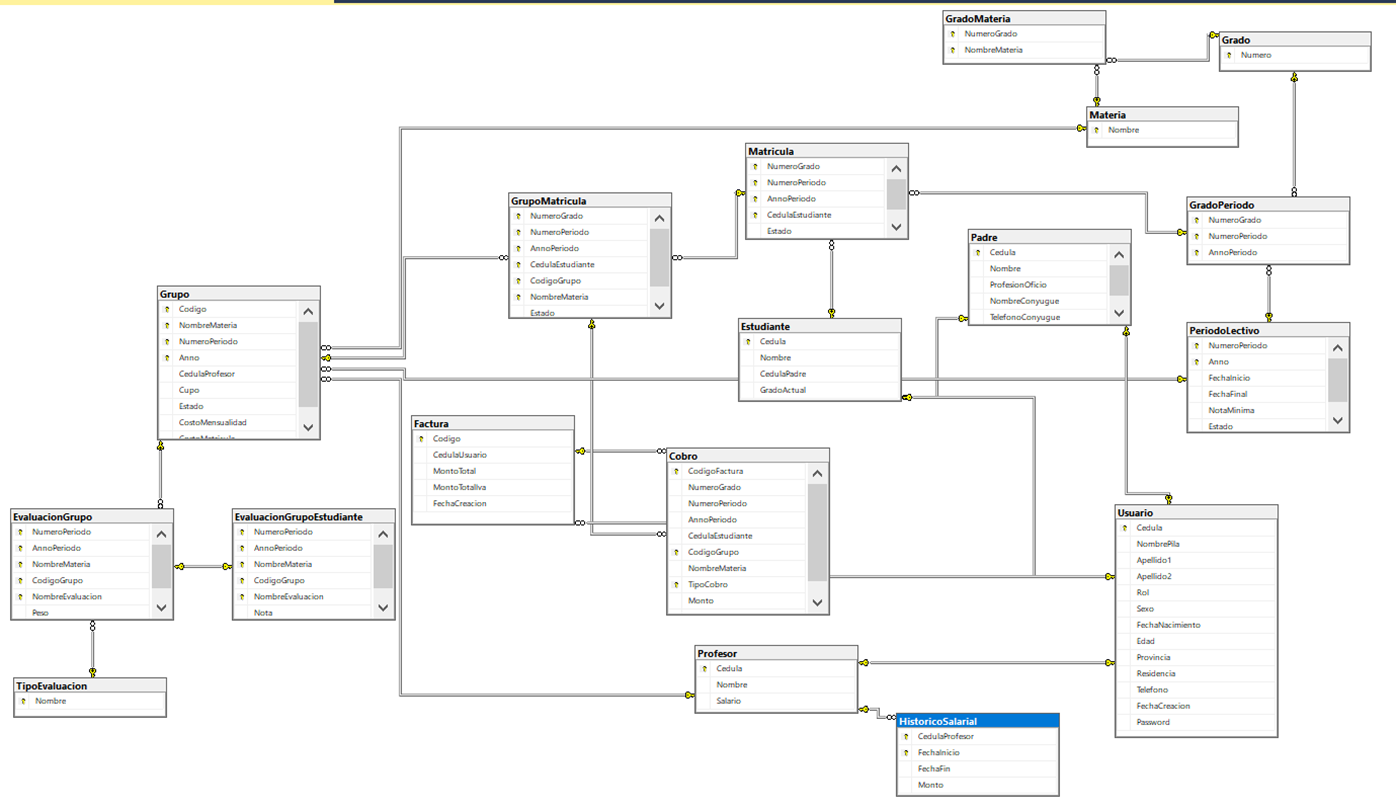 GradoMateria
NumeroGrado
NombreMateria
Grado
Numero
Materia
Nombre
Matricula
NumeroGrado
NumeroPeriodo
AnnoPeriodo
CedulaEstudiante
Estado
GrupoMatricula
NumeroGrado
NumeroPeriodo
AnnoPeriodo
CedulaEstudiante
CodigoGrupo
NombreMateria
Estado
GradoPeriodo
NumeroGrado
NumeroPeriodo
AnnoPeriodo
Padre
Cedula
Nombre
ProfesionOficio
NombreConyugue
TelefonoConyugue
Grupo
Codigo
NombreMateria
NumeroPeriodo
Anno
CedulaProfesor
Cupo
Estado
CostoMensualidad
CostoMatricula
Estudiante
Cedula
Nombre
CedulaPadre
GradoActual
PeriodoLectivo
NumeroPeriodo
Anno
FechaInicio
FechaFinal
NotaMinima
Estado
Factura
Codigo
CedulaUsuario
MontoTotal
MontoTotalIva
FechaCreacion
Cobro
CodigoFactura
NumeroGrado
NumeroPeriodo
AnnoPeriodo
CedulaEstudiante
CodigoGrupo
NombreMateria
TipoCobro
Monto
EvaluacionGrupo
NumeroPeriodo
AnnoPeriodo
NombreMateria
CodigoGrupo
NombreEvaluacion
Peso
EvaluacionGrupoEstudiante
NumeroPeriodo
AnnoPeriodo
NombreMateria
CodigoGrupo
NombreEvaluacion
Nota
Usuario
Cedula
NombrePila
Apellido1
Apellido2
Rol
Sexo
FechaNacimiento
Edad
Provincia
Residencia
Telefono
FechaCreacion
Password
TipoEvaluacion
Nombre
Profesor
Cedula
Nombre
Salario
HistoricoSalarial
CedulaProfesor
FechaInicio
FechaFin
Monto